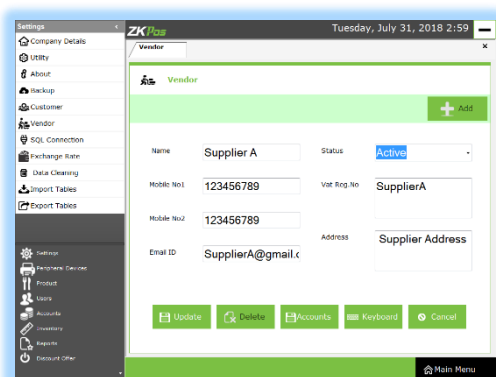 Settings
Company Details
Utility
About
Backup
Customer
Vendor
SQL Connection
Exchange Rate
Data Cleaning
Import Tables
Export Tables
Settings
Peripheral Devices
Product
Users
Accounts
Inventory
Reports
Discount Offer
ZKPos
Tuesday, July 31, 2018 2:59
Vendor
x
Vendor
Add
Name
Supplier A
Status
Active
Mobile No1
123456789
Vat Reg.No
SupplierA
Mobile No2
123456789
Address
Supplier Address
Email ID
SupplierA@gmail.c
Update
Delete
Accounts
Keyboard
Cancel
Main Menu